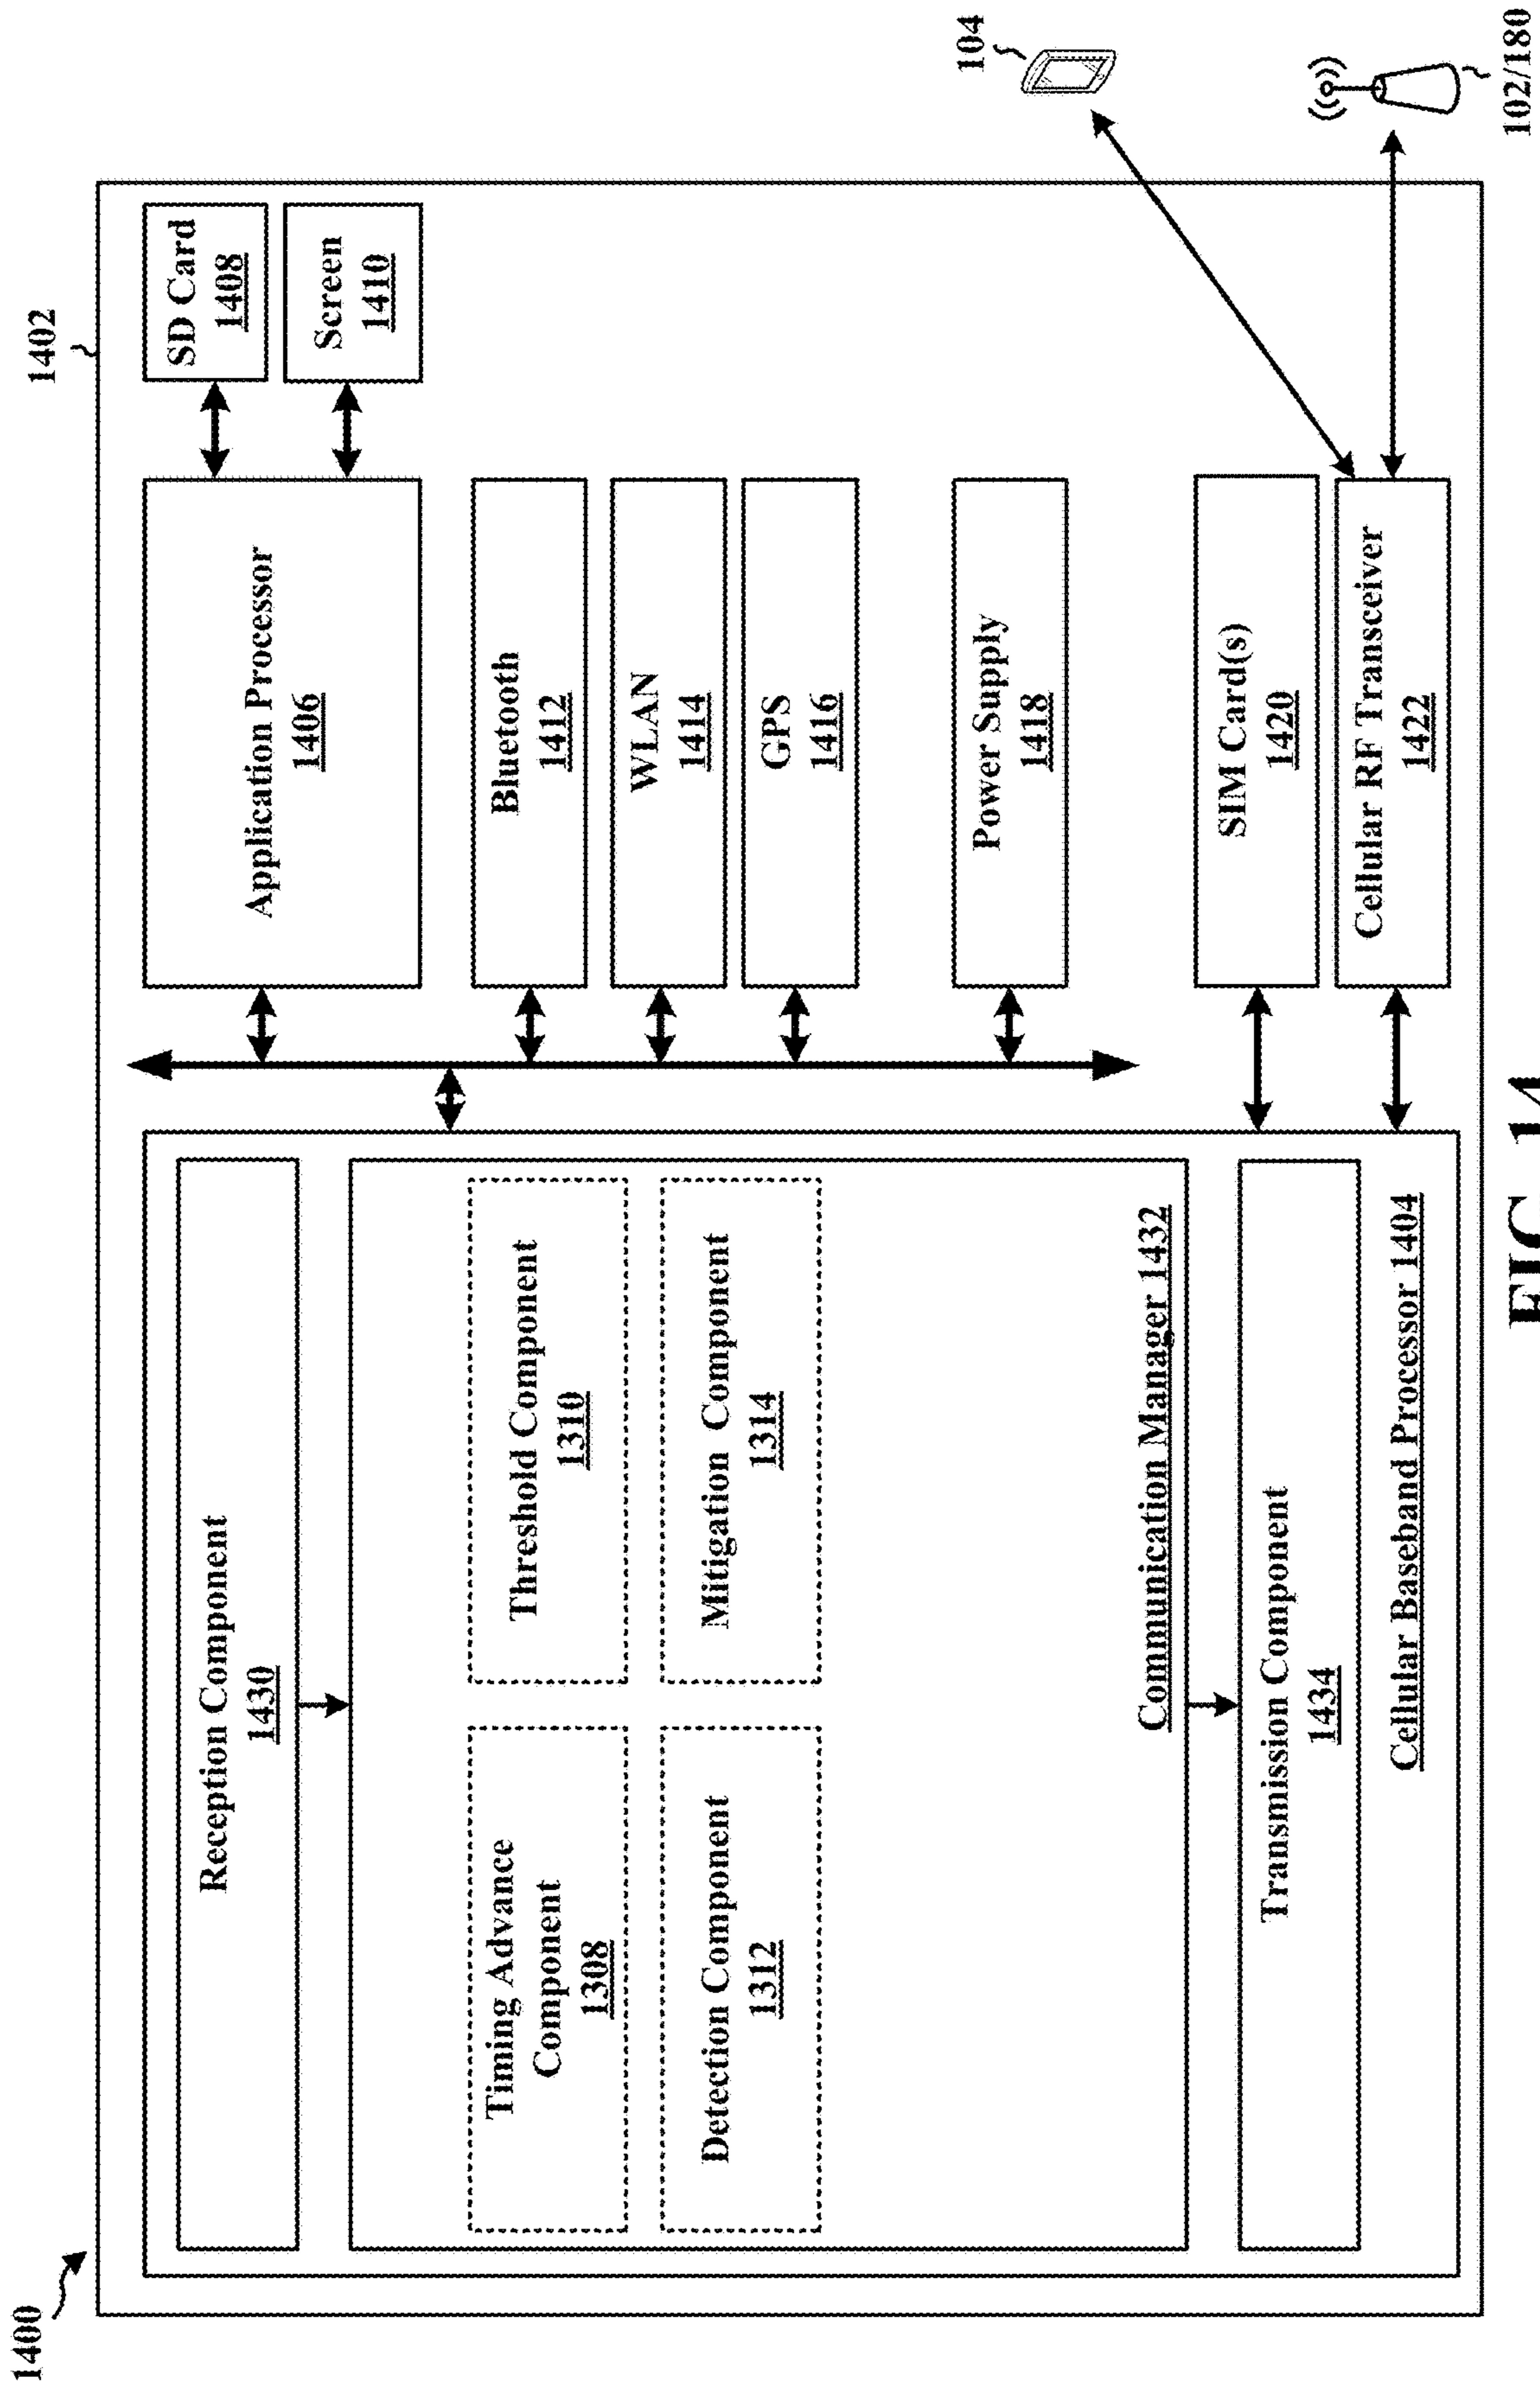 1400
1402
Reception Component
1430
Timing Advance
Component
1308
Threshold Component
1310
Detection Component
1312
Mitigation Component
1314
Communication Manager 1432
Transmission Component
1434
Cellular Baseband Processor 1404
Application Processor
1406
SD Card
1408
Screen
1410
Bluetooth
1412
WLAN
1414
GPS
1416
Power Supply
1418
SIM Card(s)
1420
Cellular RF Transceiver
1422
104
102/180
FIG. 14